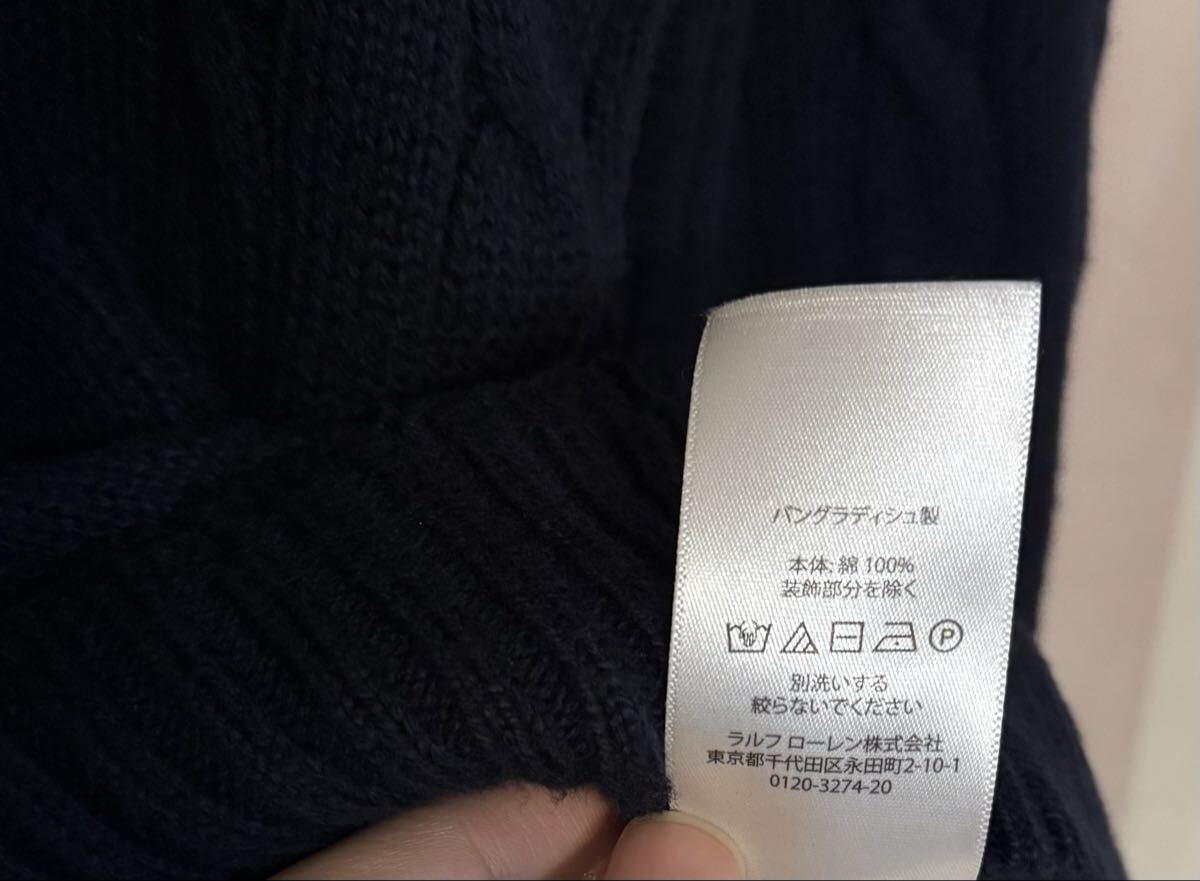 バングラディシュ製
本体: 綿 100%
装飾部分を除く
P
別洗いする
絞らないでください
ラルフ ローレン株式会社
東京都千代田区永田町2-10-1
0120-3274-20